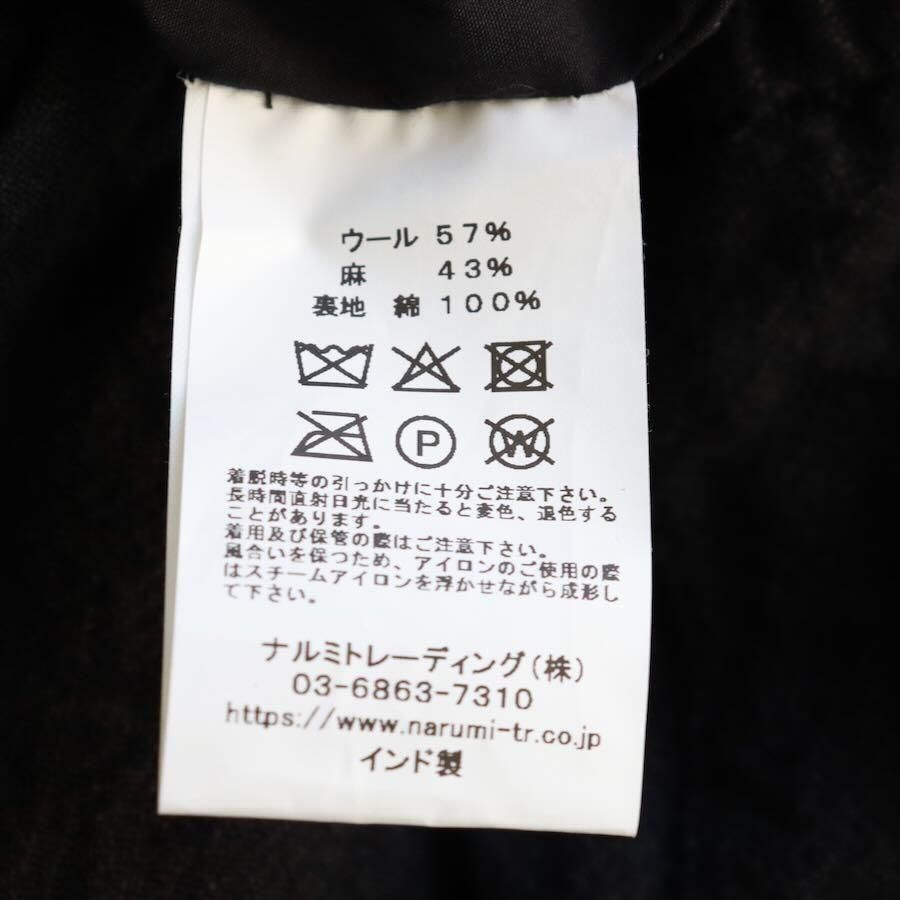 ウール 57%
麻 43%
裏地 綿 100%
P
W
着脱時等の引っかけに十分ご注意下さい。
長時間直射日光に当たると変色、退色する
ことがあります。
着用及び保管の際はご注意下さい。
風合いを保つため、アイロンのご使用の際
はスチームアイロンを浮かせながら成形し
て下さい。
ナルミトレーディング(株)
03-6863-7310
https://www.narumi-tr.co.jp
インド製